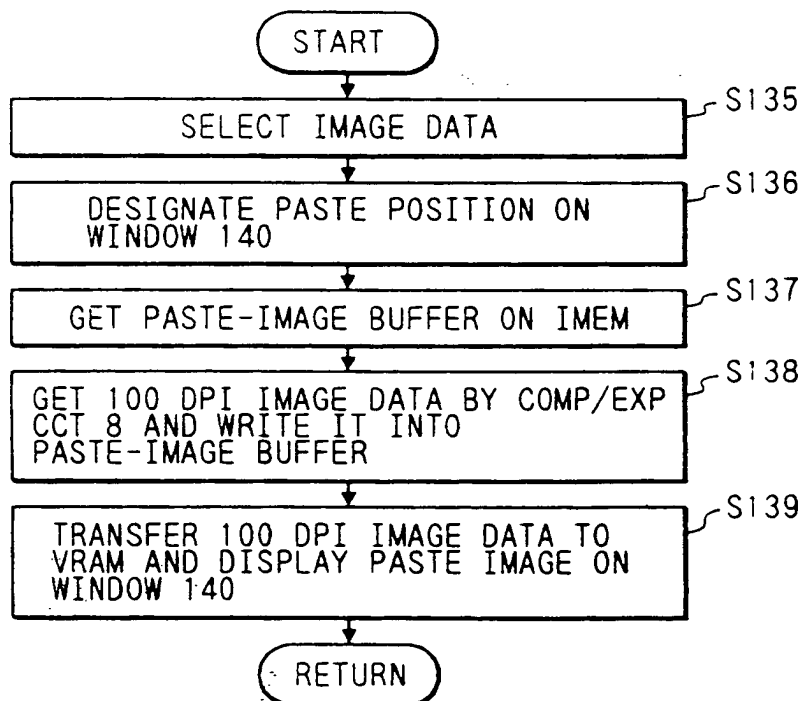 START
S135
SELECT IMAGE DATA
S136
DESIGNATE PASTE POSITION ON
WINDOW 140
S137
GET PASTE-IMAGE BUFFER ON IMEM
S138
GET 100 DPI IMAGE DATA BY COMP/EXP
CCT 8 AND WRITE IT INTO
PASTE-IMAGE BUFFER
S139
TRANSFER 100 DPI IMAGE DATA TO
VRAM AND DISPLAY PASTE IMAGE ON
WINDOW 140
RETURN